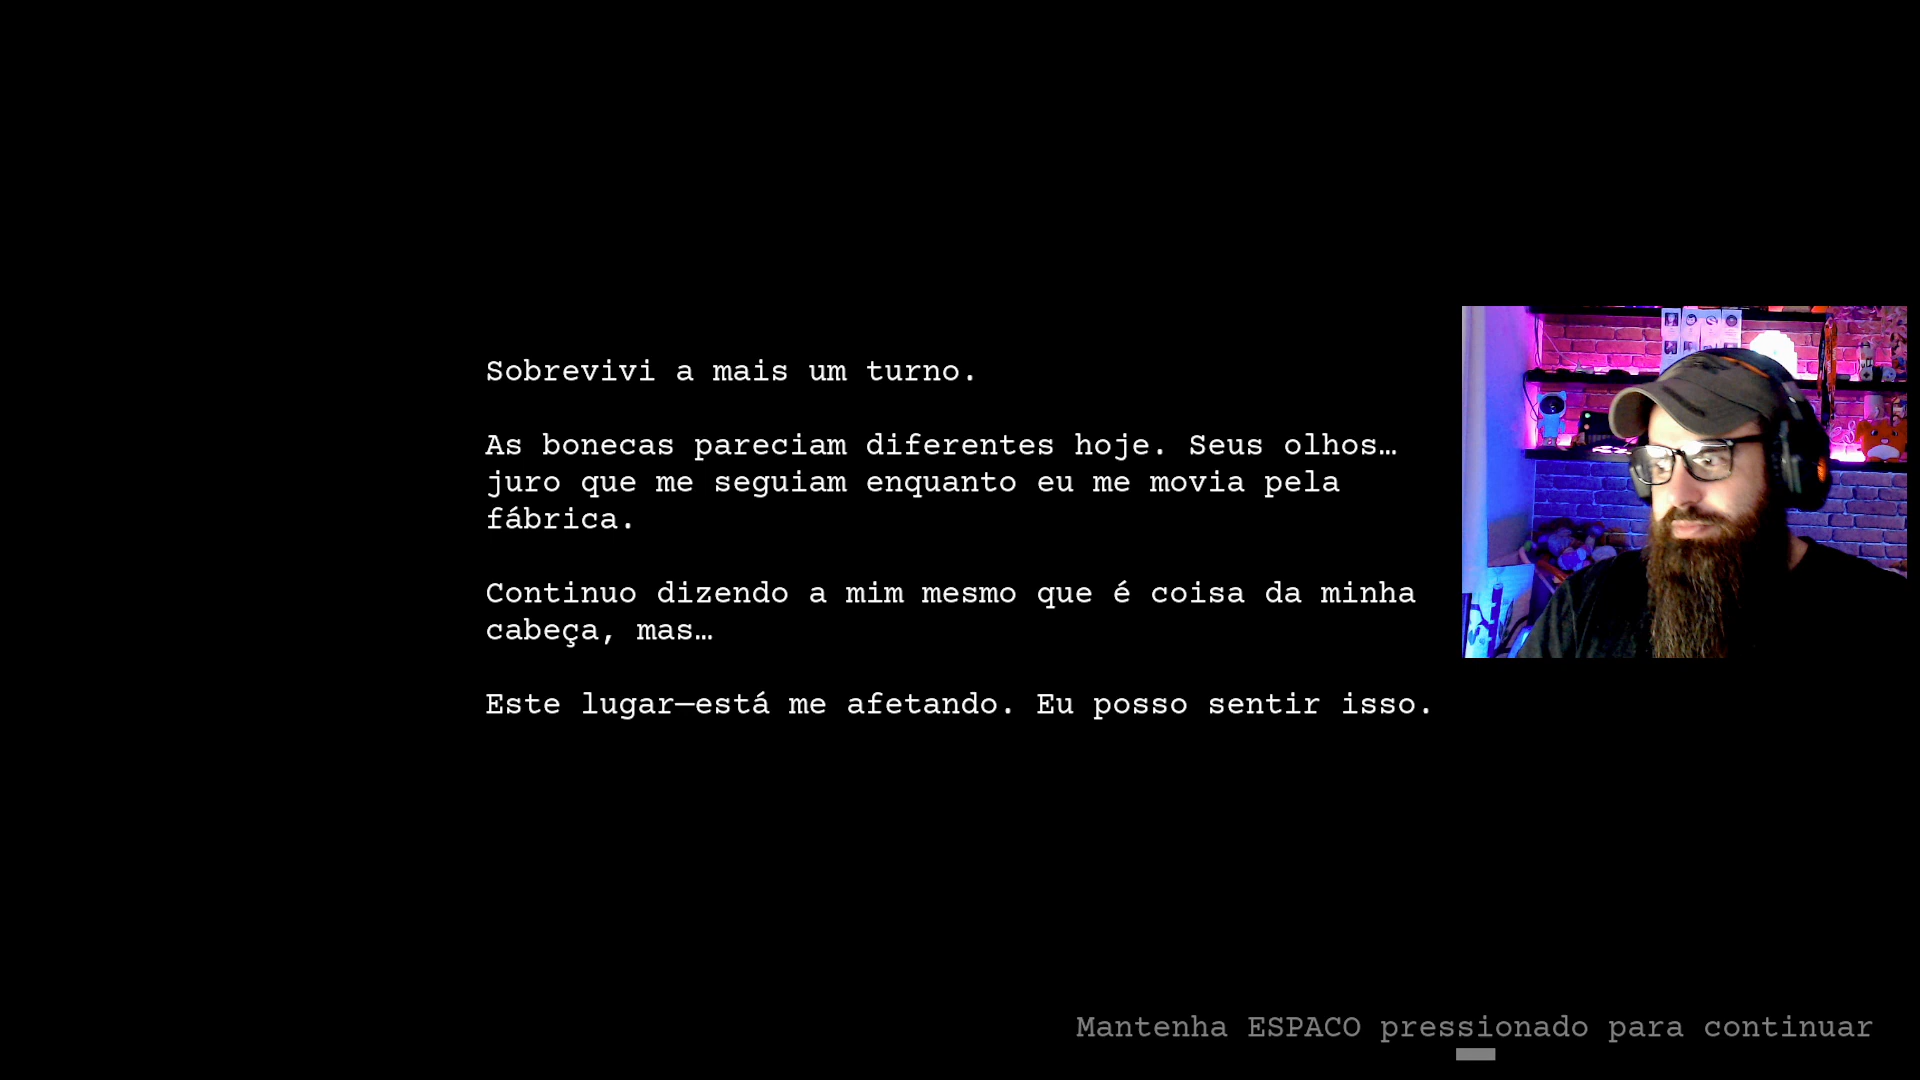 Sobrevivi a mais um turno.
As bonecas pareciam diferentes hoje. Seus olhos…
juro que me seguiam enquanto eu me movia pela
fábrica.
Continuo dizendo a mim mesmo que é coisa da minha
cabeça, mas…
Este lugar—está me afetando. Eu posso sentir isso.
Mantenha ESPACO pressionado para continuar